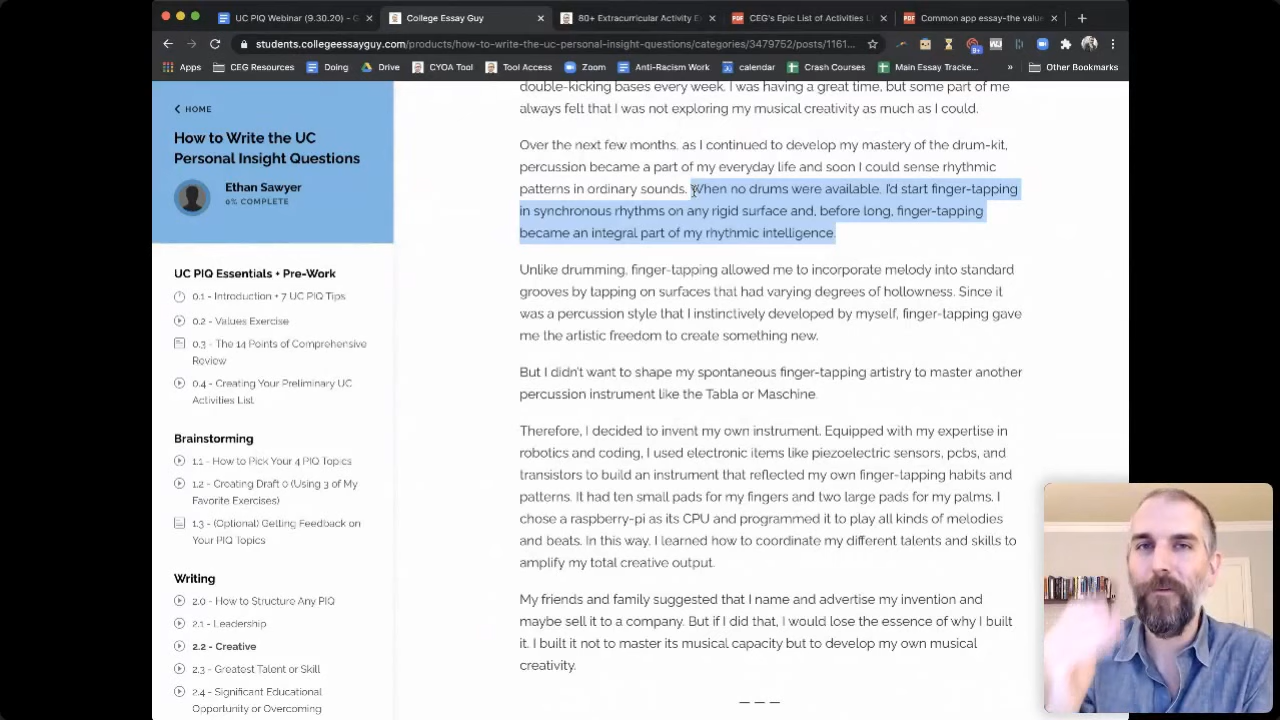 UC PIQ Webinar (9.30.20) - G
College Essay Guy
80+ Extracurricular Activity E
CEG's Epic List of Activities L
Common app essay-the value
students.collegeessayguy.com/products/how-to-write-the-uc-personal-insight-questions/categories/3479752/posts/1161...
Apps
CEG Resources
Doing
Drive
CYOA Tool
Tool Access
Zoom
Anti-Racism Work
calendar
Crash Courses
Main Essay Tracke...
»
Other Bookmarks
HOME
How to Write the UC
Personal Insight Questions
Ethan Sawyer
0% COMPLETE
UC PIQ Essentials + Pre-Work
0.1 - Introduction + 7 UC PIQ Tips
0.2 - Values Exercise
0.3 - The 14 Points of Comprehensive
Review
0.4 - Creating Your Preliminary UC
Activities List
Brainstorming
1.1 - How to Pick Your 4 PIQ Topics
1.2 - Creating Draft 0 (Using 3 of My
Favorite Exercises)
1.3 - (Optional) Getting Feedback on
Your PIQ Topics
Writing
2.0 - How to Structure Any PIQ
2.1 - Leadership
2.2 - Creative
2.3 - Greatest Talent or Skill
2.4 - Significant Educational
Opportunity or Overcoming
double-kicking bases every week. I was having a great time, but some part of me
always felt that I was not exploring my musical creativity as much as I could.
Over the next few months, as I continued to develop my mastery of the drum-kit,
percussion became a part of my everyday life and soon I could sense rhythmic
patterns in ordinary sounds. When no drums were available, I'd start finger-tapping
in synchronous rhythms on any rigid surface and, before long, finger-tapping
became an integral part of my rhythmic intelligence.
Unlike drumming, finger-tapping allowed me to incorporate melody into standard
grooves by tapping on surfaces that had varying degrees of hollowness. Since it
was a percussion style that I instinctively developed by myself, finger-tapping gave
me the artistic freedom to create something new.
But I didn't want to shape my spontaneous finger-tapping artistry to master another
percussion instrument like the Tabla or Maschine.
Therefore, I decided to invent my own instrument. Equipped with my expertise in
robotics and coding, I used electronic items like piezoelectric sensors, pcbs, and
transistors to build an instrument that reflected my own finger-tapping habits and
patterns. It had ten small pads for my fingers and two large pads for my palms. I
chose a raspberry-pi as its CPU and programmed it to play all kinds of melodies
and beats. In this way, I learned how to coordinate my different talents and skills to
amplify my total creative output.
My friends and family suggested that I name and advertise my invention and
maybe sell it to a company. But if I did that, I would lose the essence of why I built
it. I built it not to master its musical capacity but to develop my own musical
creativity.
— — —